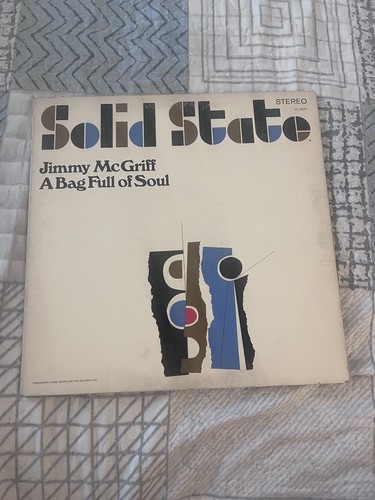 STEREO
Solid State
Jimmy McGriff
A Bag Full of Soul